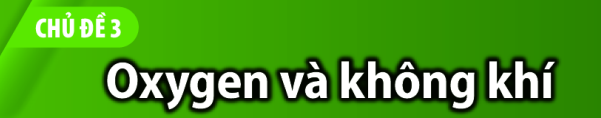 CHỦ ĐỀ 3
Oxygen và không khí